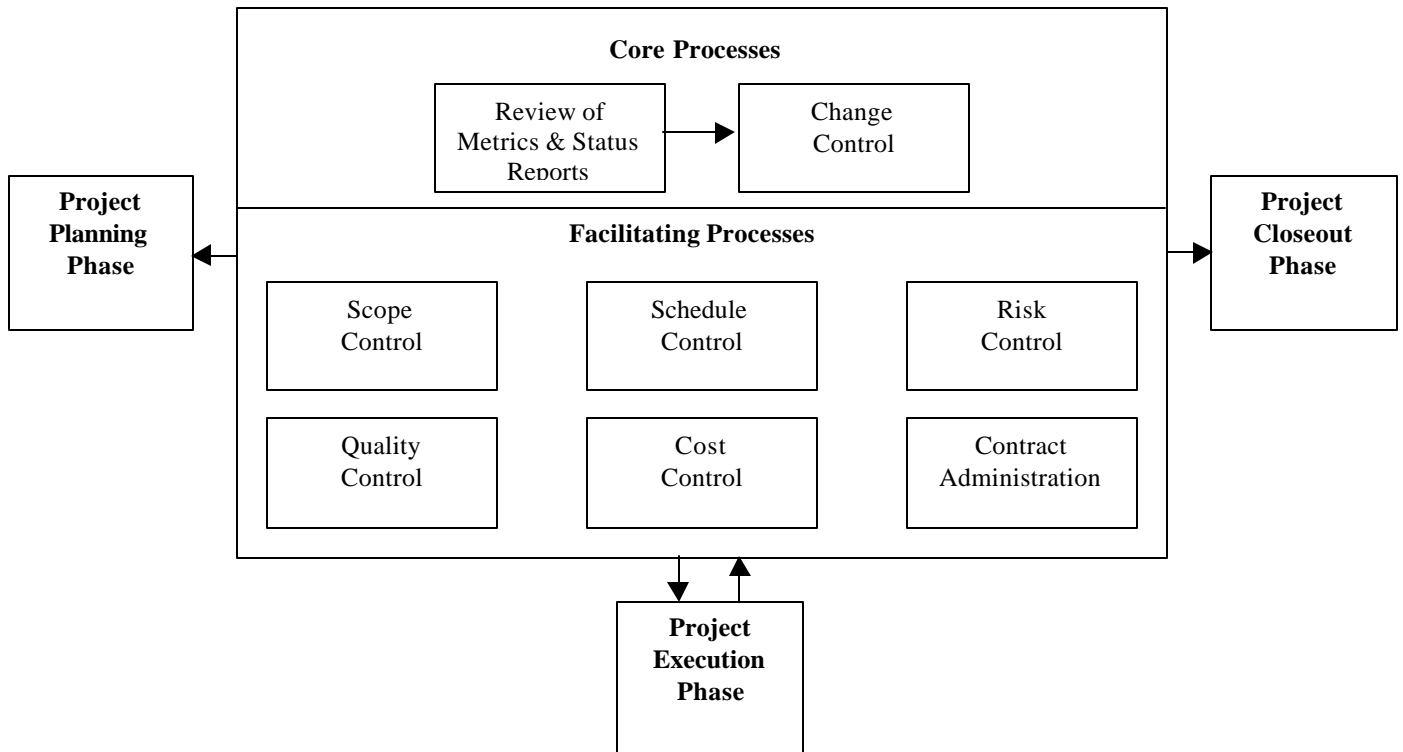 Core Processes
Review of
Metrics & Status
Reports
Change
Control
Project
Planning
Phase
Project
Closeout
Phase
Facilitating Processes
Scope
Control
Schedule
Control
Risk
Control
Quality
Control
Cost
Control
Contract
Administration
Project
Execution
Phase